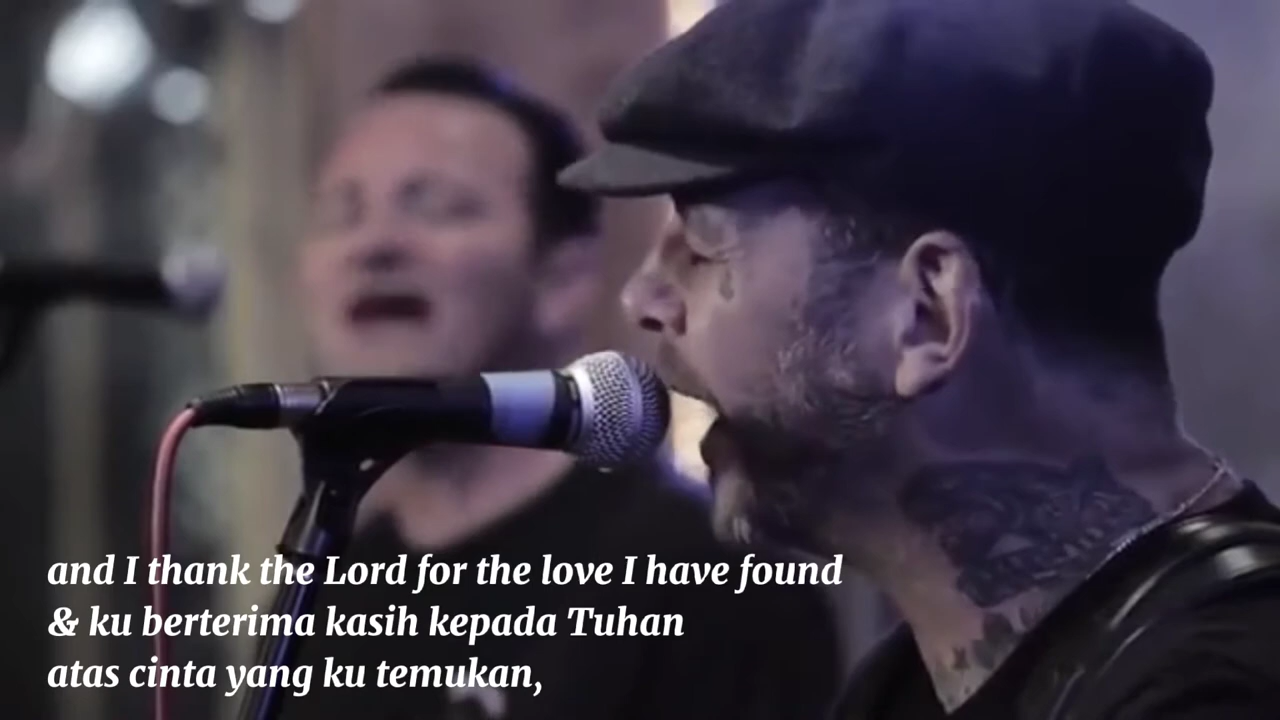 and I thank the Lord for the love I have found
& ku berterima kasih kepada Tuhan
atas cinta yang ku temukan,